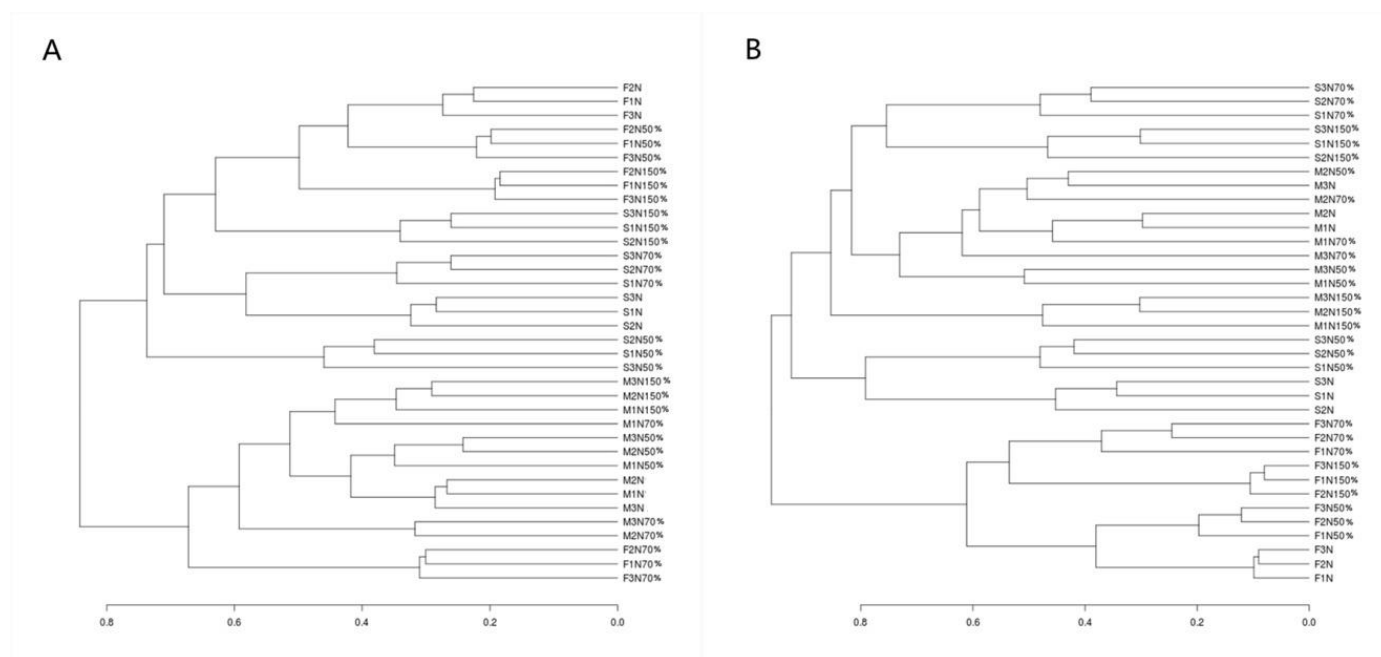 A
F2N
F1N
F3N
F2N50%
F1N50%
F3N50%
F2N150%
F1N150%
F3N150%
S3N150%
S1N150%
S2N150%
S3N70%
S2N70%
S1N70%
S3N
S1N
S2N
S2N50%
S1N50%
S3N50%
M3N150%
M2N150%
M1N150%
M1N70%
M3N50%
M2N50%
M1N50%
M2N
M1N
M3N
M3N70%
M2N70%
F2N70%
F1N70%
F3N70%
0.8 0.6 0.4 0.2 0.0
B
S3N70%
S2N70%
S1N70%
S3N150%
S1N150%
S2N150%
M2N50%
M3N
M2N70%
M2N
M1N
M1N70%
M3N70%
M3N50%
M1N50%
M3N150%
M2N150%
M1N150%
S3N50%
S2N50%
S1N50%
S3N
S1N
S2N
F3N70%
F2N70%
F1N70%
F3N150%
F1N150%
F2N150%
F3N50%
F2N50%
F1N50%
F3N
F2N
F1N
0.8 0.6 0.4 0.2 0.0